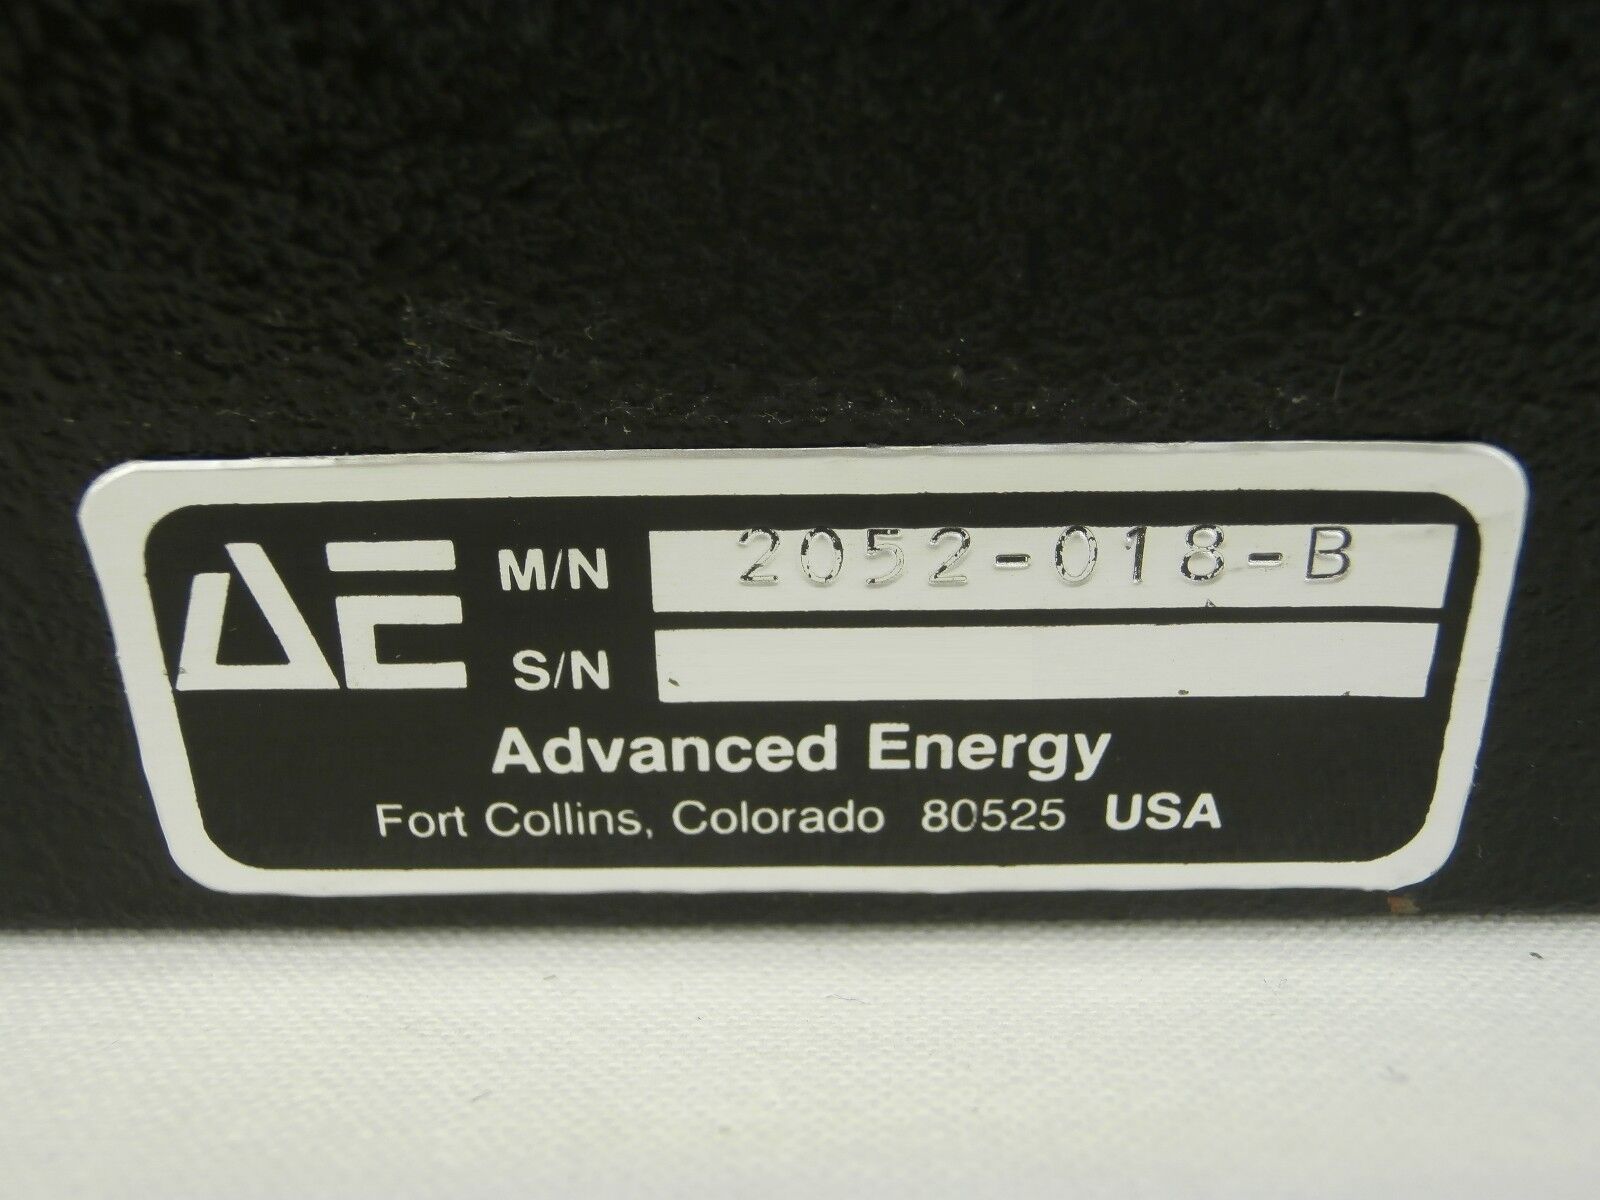 AE M/N 2052-018-B
S/N
Advanced Energy
Fort Collins, Colorado 80525 USA